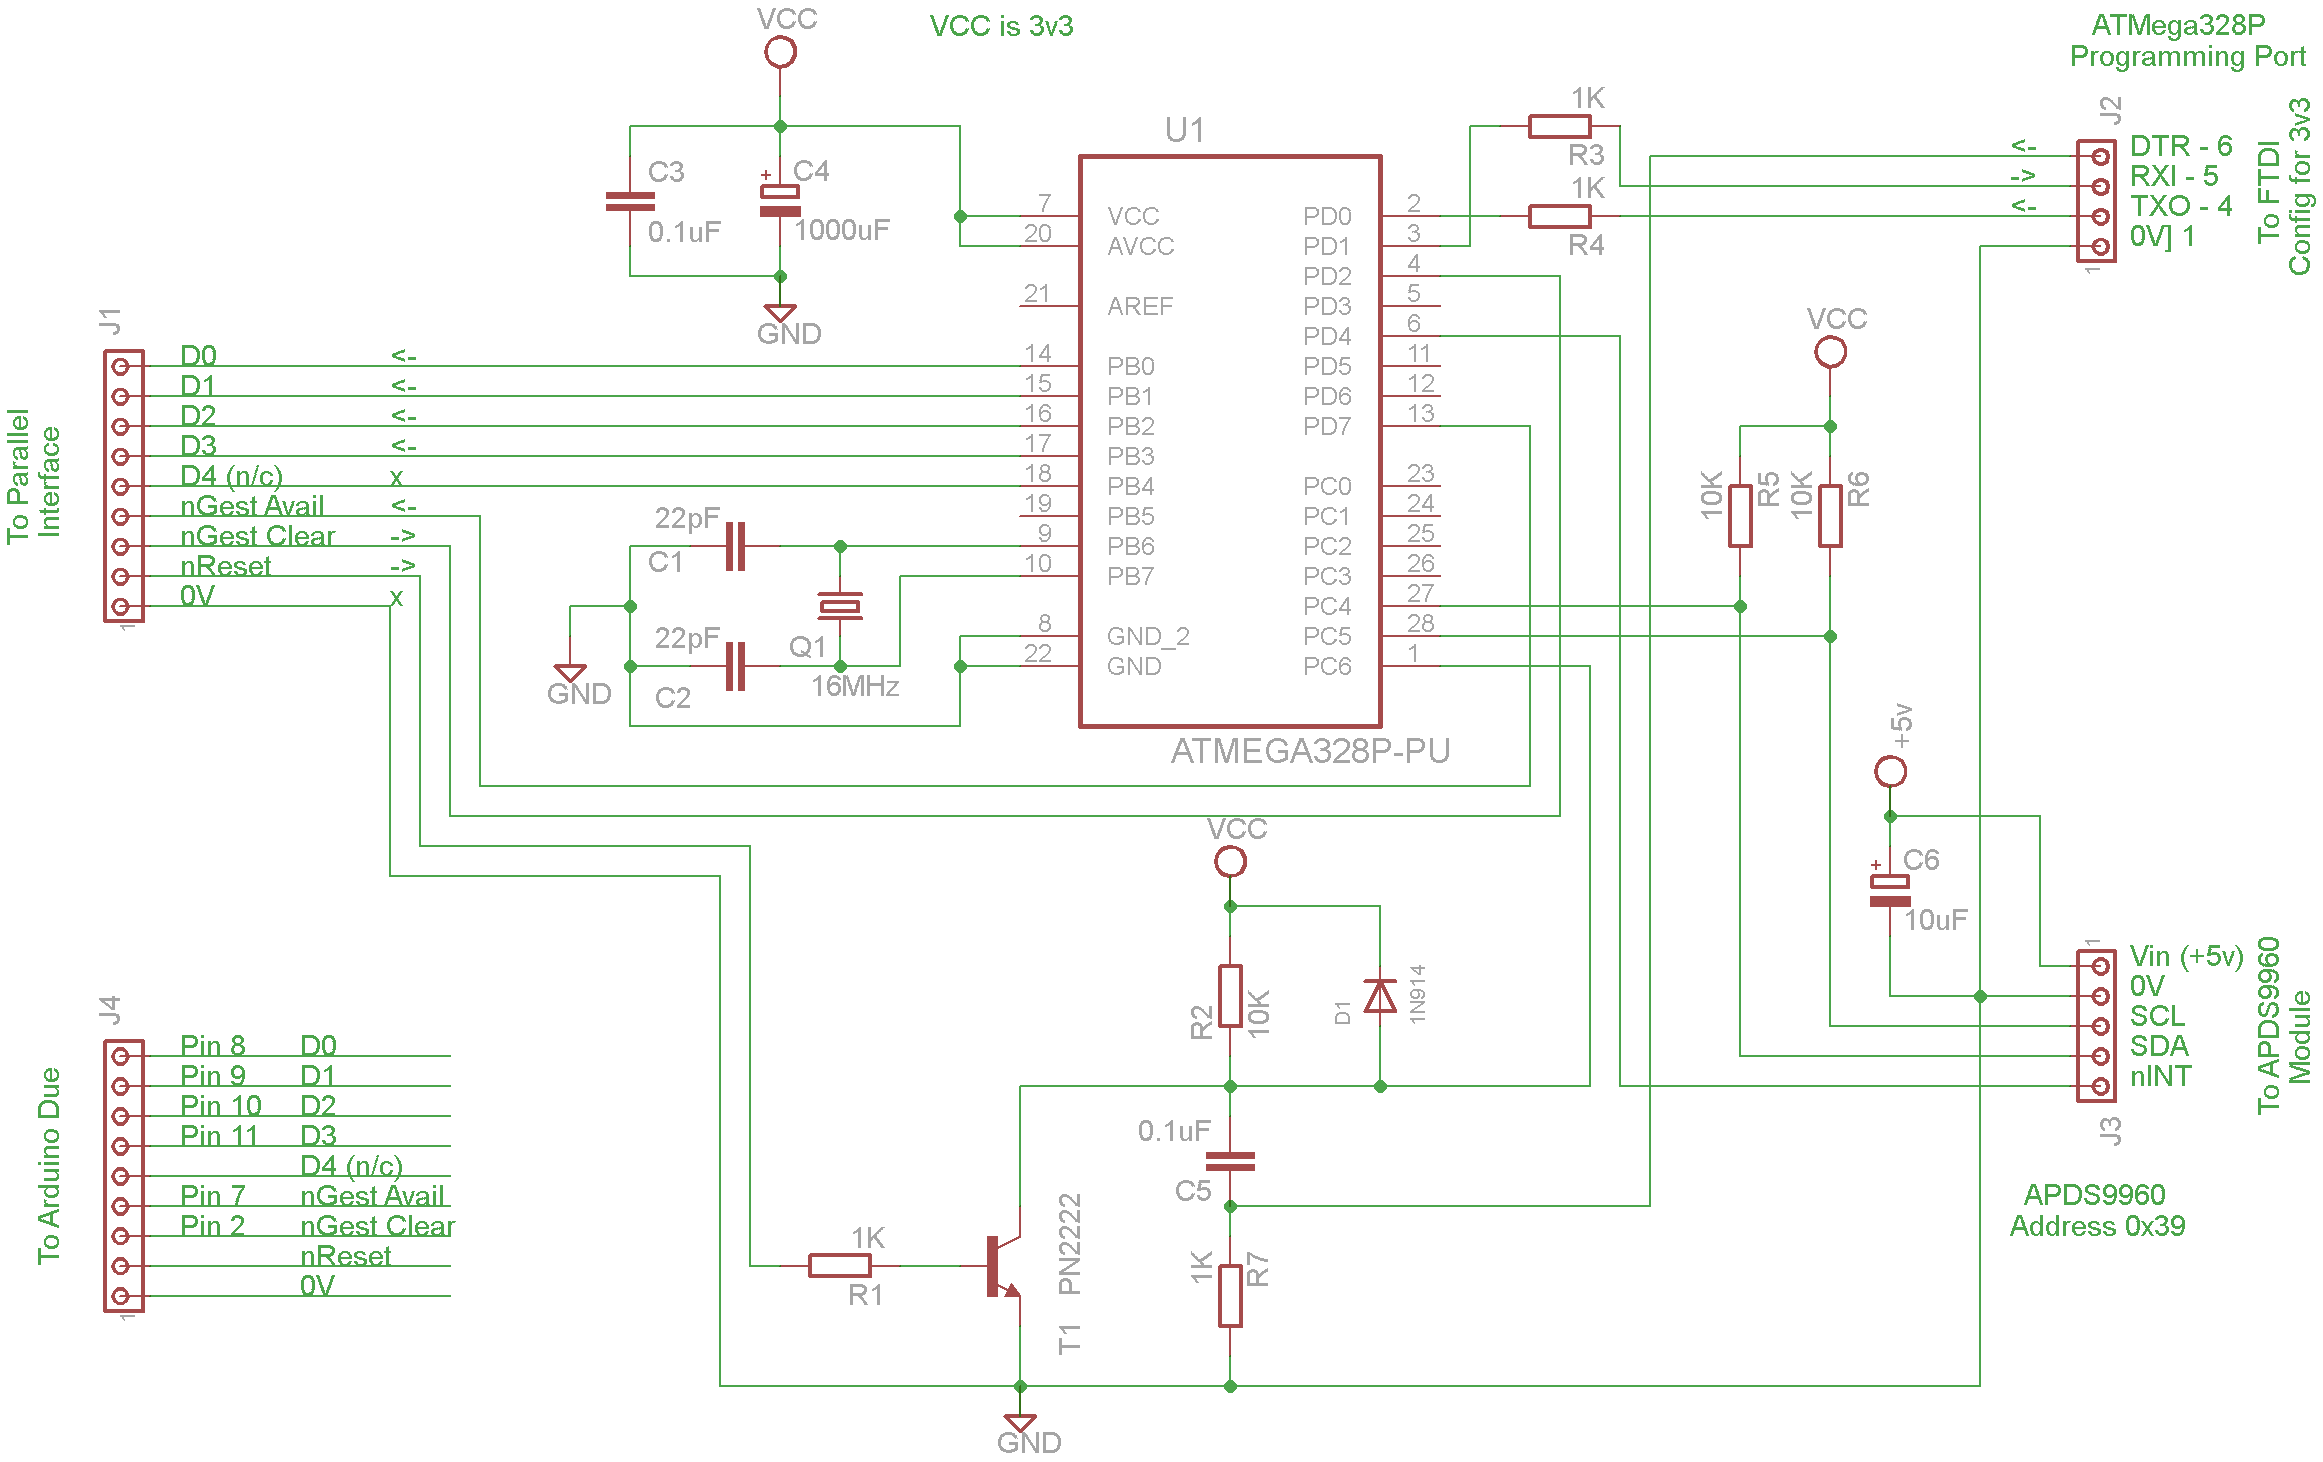 VCC
VCC is 3v3
ATMega328P
Programming Port
C3
0.1uF
+
C4
1000uF
GND
U1
7
VCC
20
AVCC
21
AREF
14
PB0
15
PB1
16
PB2
17
PB3
18
PB4
19
PB5
9
PB6
10
PB7
8
GND_2
22
GND
PD0
2
PD1
3
PD2
4
PD3
5
PD4
6
PD5
11
PD6
12
PD7
13
PC0
23
PC1
24
PC2
25
PC3
26
PC4
27
PC5
28
PC6
1
ATMEGA328P-PU
1K
R3
1K
R4
J2
<- DTR - 6
-> RXI - 5
<- TXO - 4
0V] 1
1
To FTDI
Config for 3v3
J1
To Parallel
Interface
D0 <-
D1 <-
D2 <-
D3 <-
D4 (n/c) x
nGest Avail <-
nGest Clear ->
nReset ->
0V x
1
22pF
C1
22pF
C2
Q1
16MHz
GND
VCC
10K
R5
10K
R6
+5v
+
C6
10uF
1
Vin (+5v)
0V
SCL
SDA
nINT
J3
To APDS9960
Module
APDS9960
Address 0x39
VCC
R2
10K
D1
1N914
0.1uF
C5
1K
R7
1K
R1
PN2222
T1
GND
J4
To Arduino Due
Pin 8 D0
Pin 9 D1
Pin 10 D2
Pin 11 D3
D4 (n/c)
Pin 7 nGest Avail
Pin 2 nGest Clear
nReset
0V
1